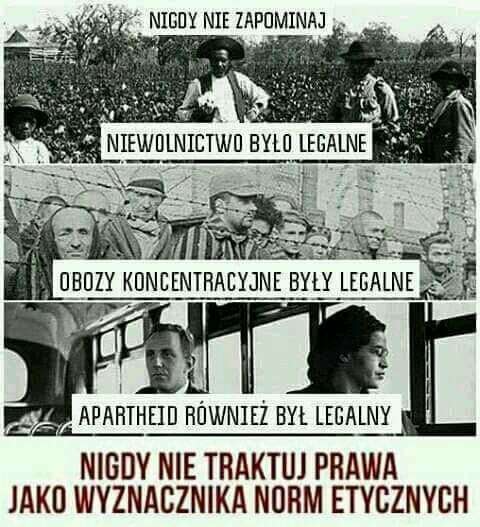 NIGDY NIE ZAPOMINAJ
NIEWOLNICTWO BYŁO LEGALNE
OBOZY KONCENTRACYJNE BYŁY LEGALNE
APARTHEID RÓWNIEŻ BYŁ LEGALNY
NIGDY NIE TRAKTUJ PRAWA
JAKO WYZNACZNIKA NORM ETYCZNYCH